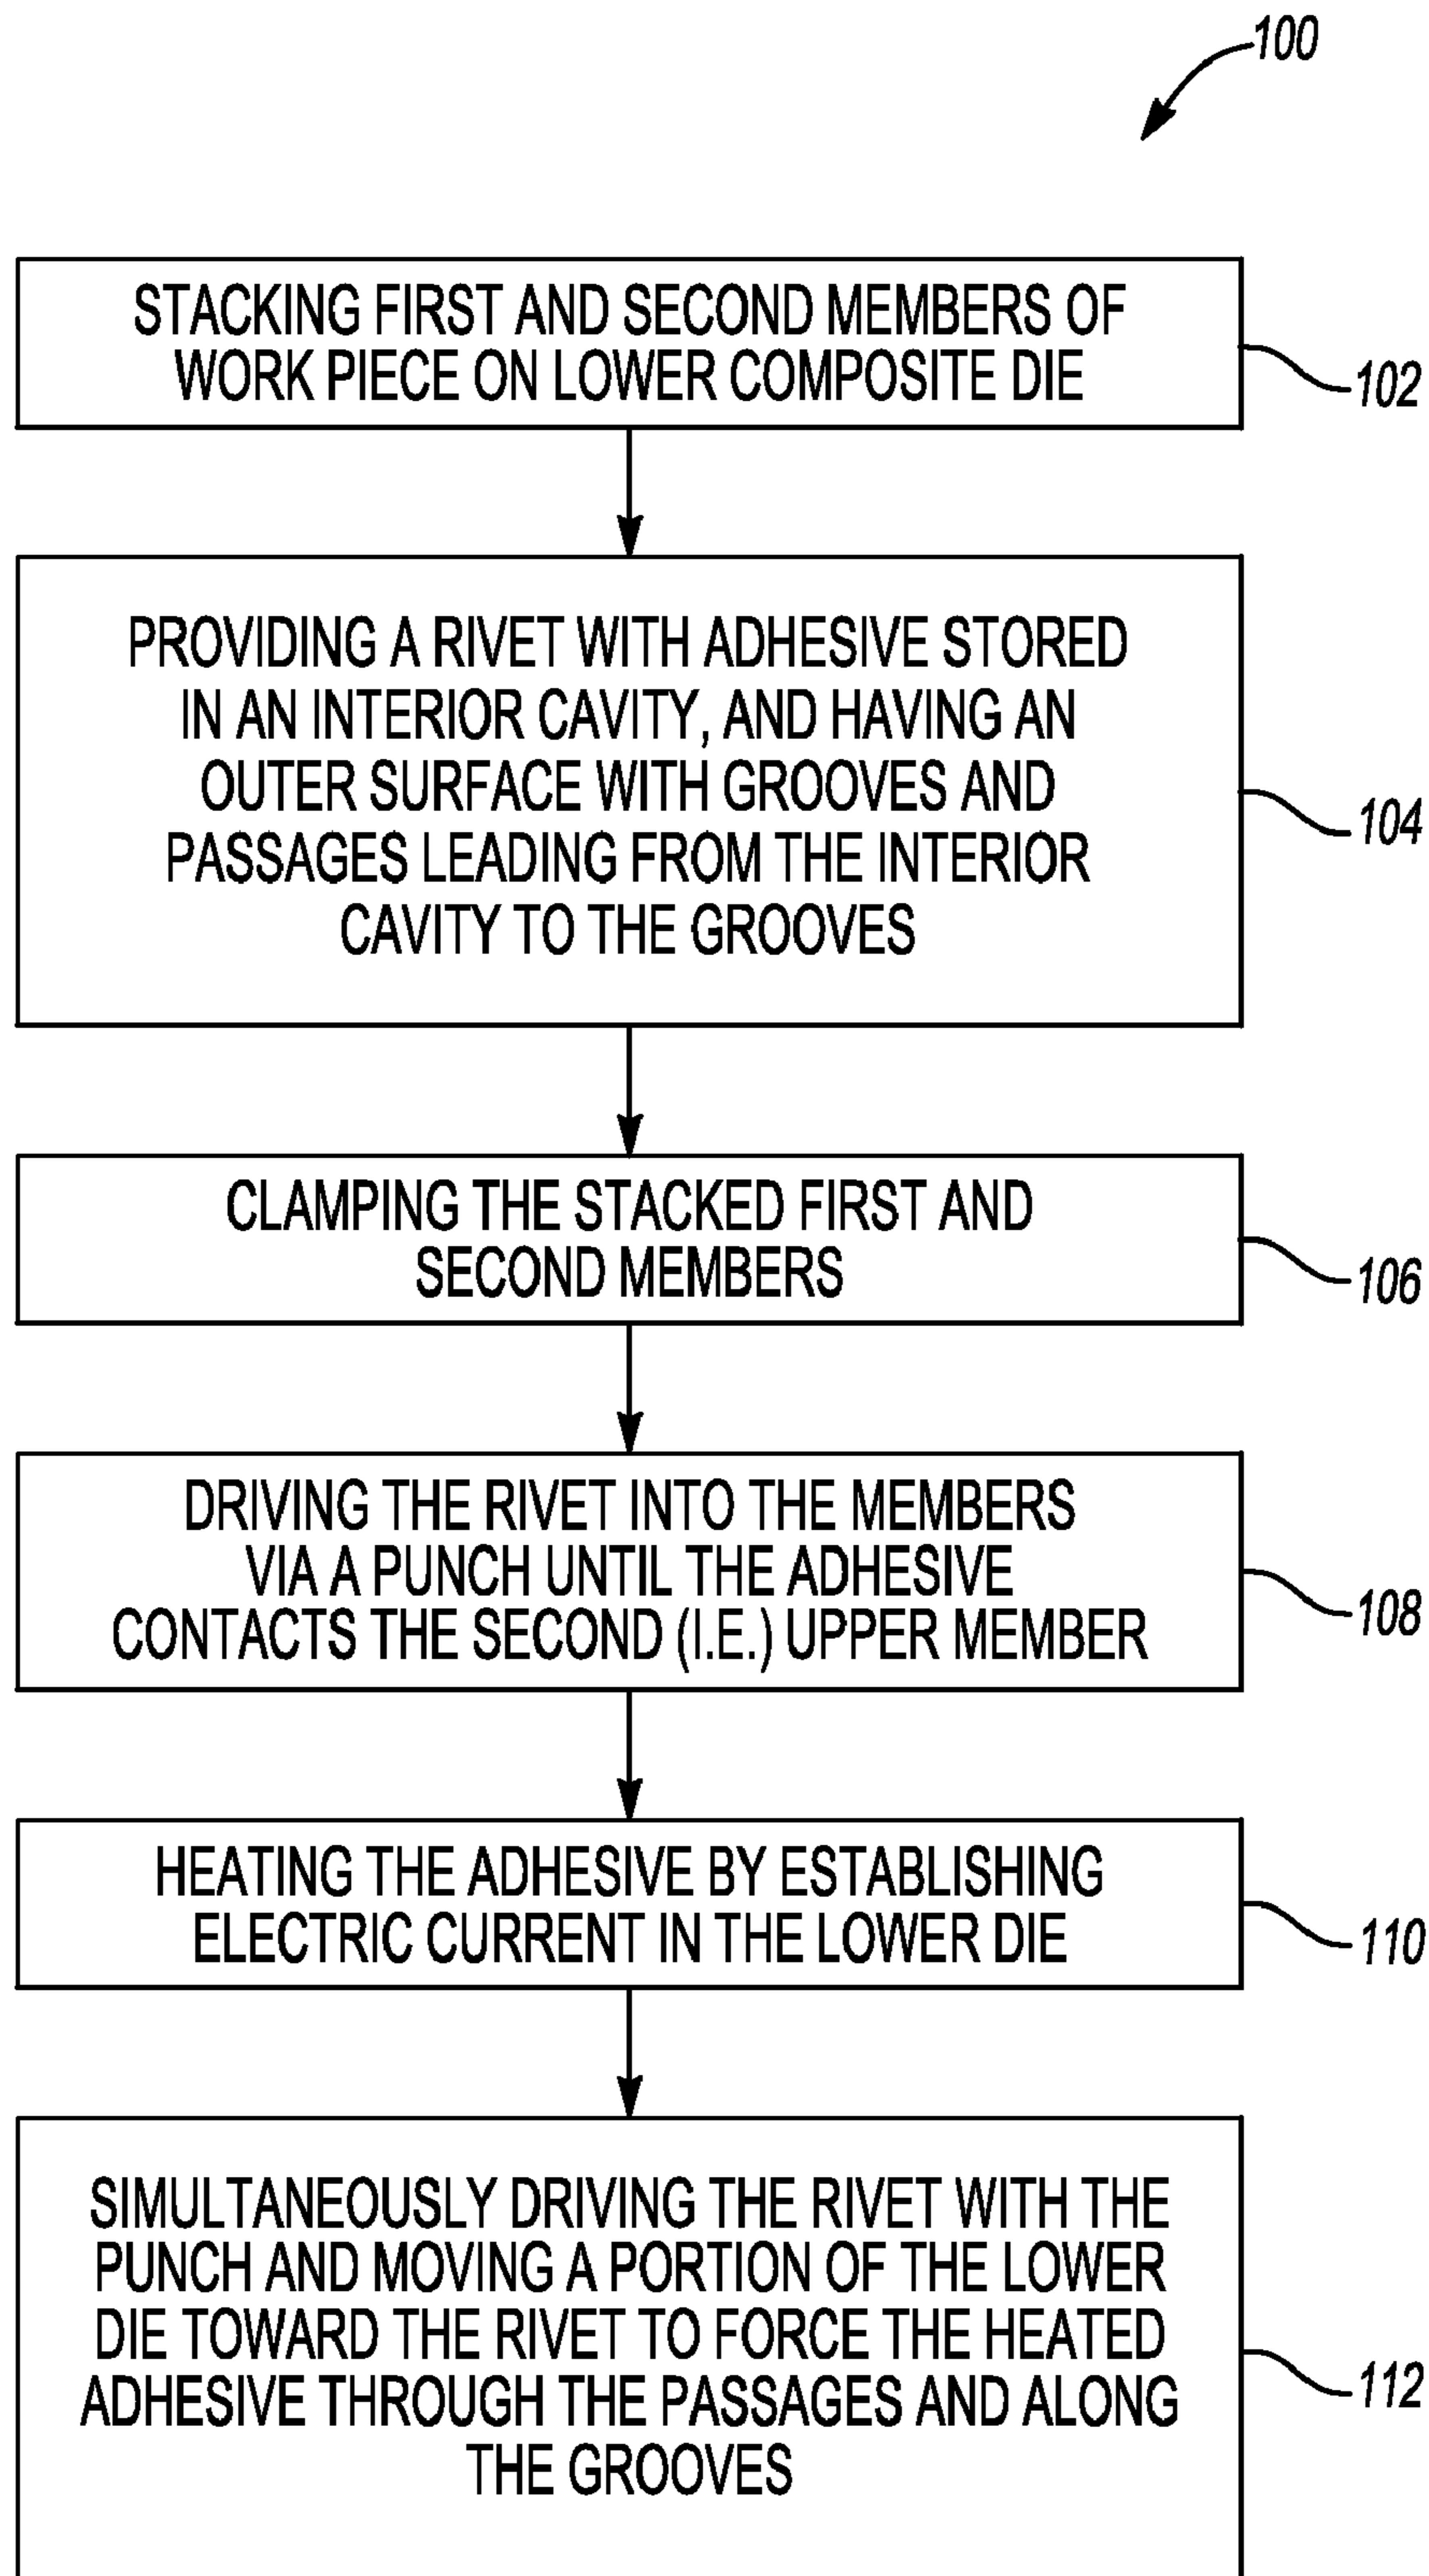 100
STACKING FIRST AND SECOND MEMBERS OF
WORK PIECE ON LOWER COMPOSITE DIE
102
PROVIDING A RIVET WITH ADHESIVE STORED
IN AN INTERIOR CAVITY, AND HAVING AN
OUTER SURFACE WITH GROOVES AND
PASSAGES LEADING FROM THE INTERIOR
CAVITY TO THE GROOVES
104
CLAMPING THE STACKED FIRST AND
SECOND MEMBERS
106
DRIVING THE RIVET INTO THE MEMBERS
VIA A PUNCH UNTIL THE ADHESIVE
CONTACTS THE SECOND (I.E.) UPPER MEMBER
108
HEATING THE ADHESIVE BY ESTABLISHING
ELECTRIC CURRENT IN THE LOWER DIE
110
SIMULTANEOUSLY DRIVING THE RIVET WITH THE
PUNCH AND MOVING A PORTION OF THE LOWER
DIE TOWARD THE RIVET TO FORCE THE HEATED
ADHESIVE THROUGH THE PASSAGES AND ALONG
THE GROOVES
112